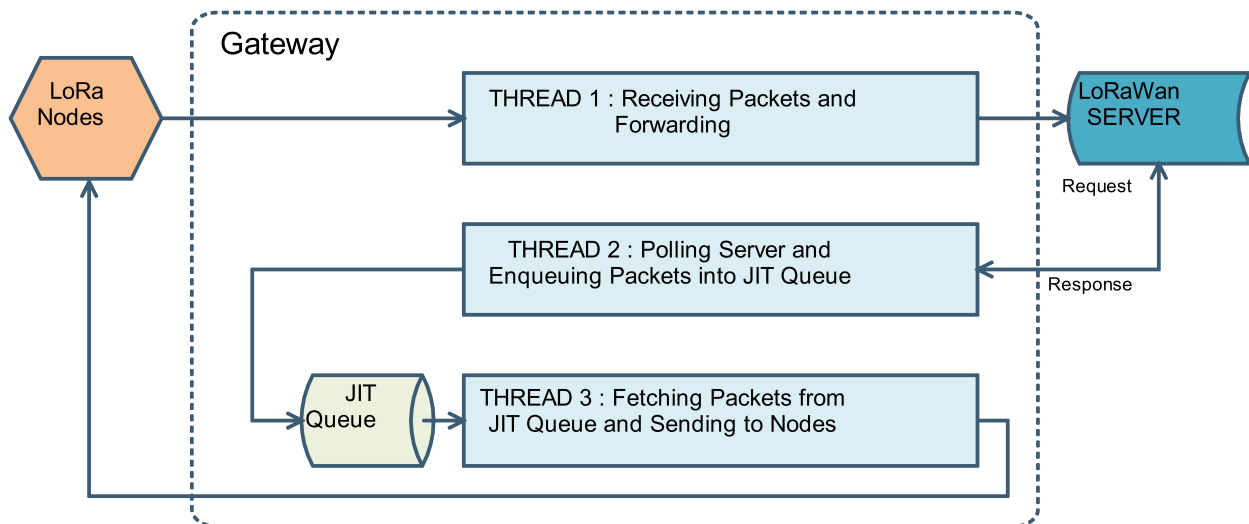 Gateway
LoRa
Nodes
THREAD 1 : Receiving Packets and
Forwarding
LoRaWan
SERVER
Request
THREAD 2 : Polling Server and
Enqueuing Packets into JIT Queue
Response
JIT
Queue
THREAD 3 : Fetching Packets from
JIT Queue and Sending to Nodes